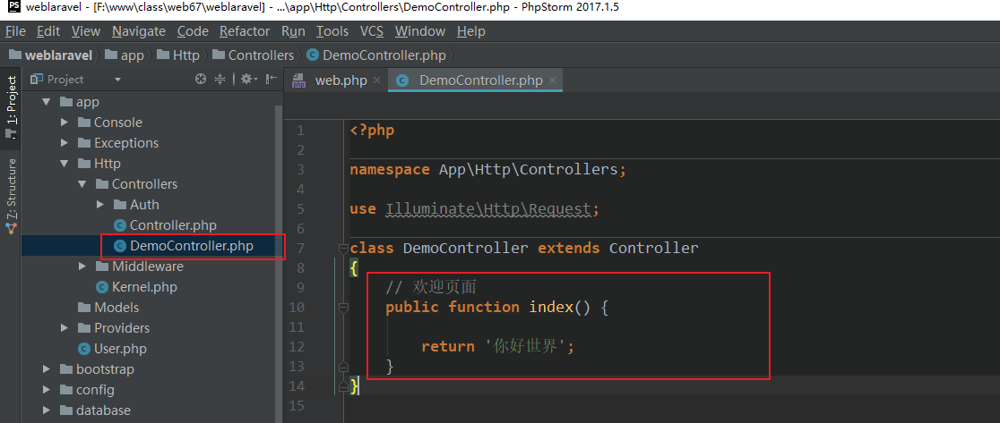 weblaravel - [F:\www\class\web67\weblaravel] - ...\app\Http\Controllers\DemoController.php - PhpStorm 2017.1.5
File Edit View Navigate Code Refactor Run Tools VCS Window Help
weblaravel app Http Controllers DemoController.php
1: Project
7: Structure
Project
app
Console
Exceptions
Http
Controllers
Auth
Controller.php
DemoController.php
Middleware
Kernel.php
Models
Providers
User.php
bootstrap
config
database
web.php DemoController.php
1 <?php
2
3 namespace App\Http\Controllers;
4
5 use Illuminate\Http\Request;
6
7 class DemoController extends Controller
8 {
9 // 欢迎页面
10 public function index() {
11
12 return '你好世界';
13 }
14 }
15